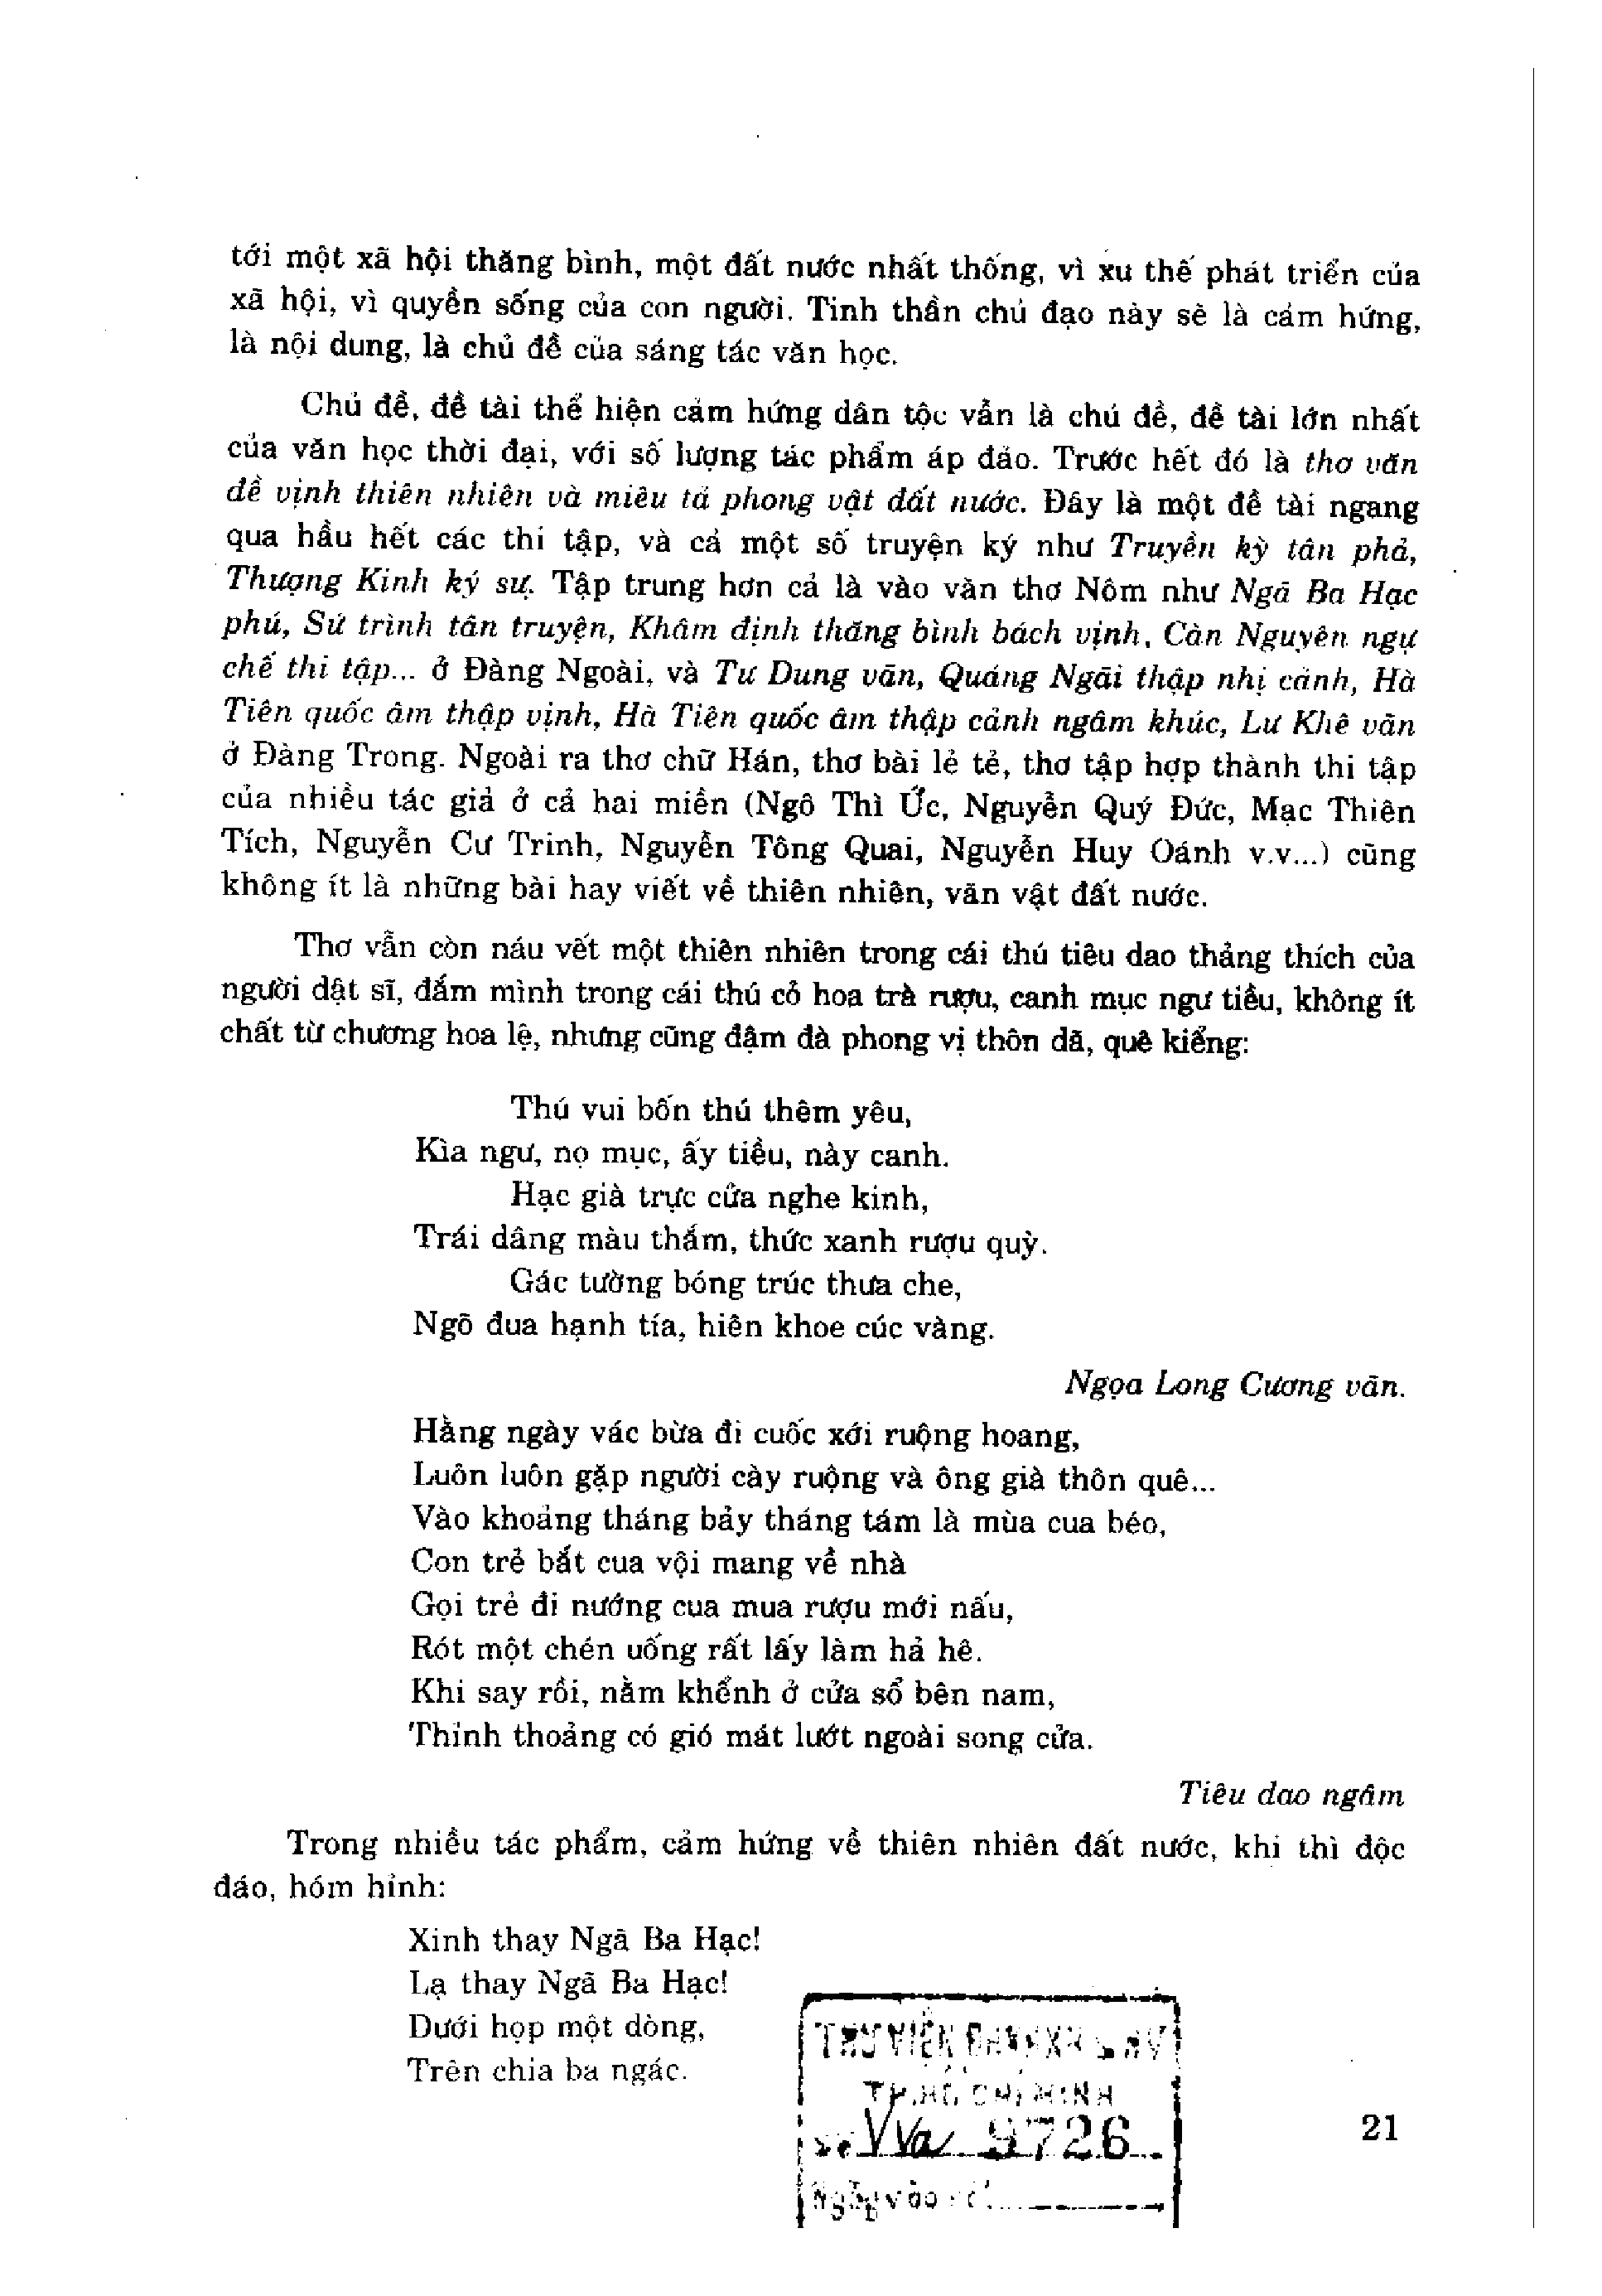 tới một xã hội thăng bình, một đất nước nhất thống, vì xu thế phát triển của
xã hội, vì quyền sống của con người. Tinh thần chủ đạo này sẽ là cảm hứng,
là nội dung, là chủ đề của sáng tác văn học.
Chủ đề, đề tài thể hiện cảm hứng dân tộc vẫn là chủ đề, đề tài lớn nhất
của văn học thời đại, với số lượng tác phẩm áp đảo. Trước hết đó là thơ văn
đề vịnh thiên nhiên và miêu tả phong vật đất nước. Đây là một đề tài ngang
qua hầu hết các thi tập, và cả một số truyện ký như Truyền kỳ tân phả,
Thượng Kinh ký sự. Tập trung hơn cả là vào văn thơ Nôm như Ngã Ba Hạc
phú, Sứ trình tân truyện, Khâm định thăng bình bách vịnh, Càn Nguyên ngự
chế thi tập... ở Đàng Ngoài, và Tư Dung vãn, Quảng Ngãi thập nhị cảnh, Hà
Tiên quốc âm thập vịnh, Hà Tiên quốc âm thập cảnh ngâm khúc, Lư Khê vãn
ở Đàng Trong. Ngoài ra thơ chữ Hán, thơ bài lẻ tẻ, thơ tập hợp thành thi tập
của nhiều tác giả ở cả hai miền (Ngô Thì Ức, Nguyễn Quý Đức, Mạc Thiên
Tích, Nguyễn Cư Trinh, Nguyễn Tông Quai, Nguyễn Huy Oánh v.v...) cũng
không ít là những bài hay viết về thiên nhiên, văn vật đất nước.
Thơ vẫn còn náu vết một thiên nhiên trong cái thú tiêu dao thảng thích của
người dật sĩ, đắm mình trong cái thú cỏ hoa trà rượu, canh mục ngư tiều, không ít
chất từ chương hoa lệ, nhưng cũng đậm đà phong vị thôn dã, quê kiểng:
Thú vui bốn thú thêm yêu,
Kìa ngư, nọ mục, ấy tiều, này canh.
Hạc già trực cửa nghe kinh,
Trái dâng màu thắm, thức xanh rượu quỳ.
Gác tường bóng trúc thưa che,
Ngõ đua hạnh tía, hiên khoe cúc vàng.
Ngọa Long Cương vãn.
Hằng ngày vác bừa đi cuốc xới ruộng hoang,
Luôn luôn gặp người cày ruộng và ông già thôn quê...
Vào khoảng tháng bảy tháng tám là mùa cua béo,
Con trẻ bắt cua vội mang về nhà
Gọi trẻ đi nướng cua mua rượu mới nấu,
Rót một chén uống rất lấy làm hả hê.
Khi say rồi, nằm khểnh ở cửa sổ bên nam,
Thỉnh thoảng có gió mát lướt ngoài song cửa.
Tiêu dao ngâm
Trong nhiều tác phẩm, cảm hứng về thiên nhiên đất nước, khi thì độc
đáo, hóm hỉnh:
Xinh thay Ngã Ba Hạc!
Lạ thay Ngã Ba Hạc!
Dưới họp một dòng,
Trên chia ba ngác.
THƯ VIỆN
TP.HỒ CHÍ MINH
VVa 9726
Ngày vào
21